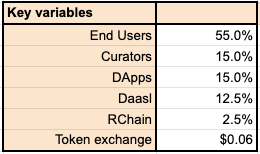 Key variables
End Users 55.0%
Curators 15.0%
DApps 15.0%
Daasl 12.5%
RChain 2.5%
Token exchange $0.06